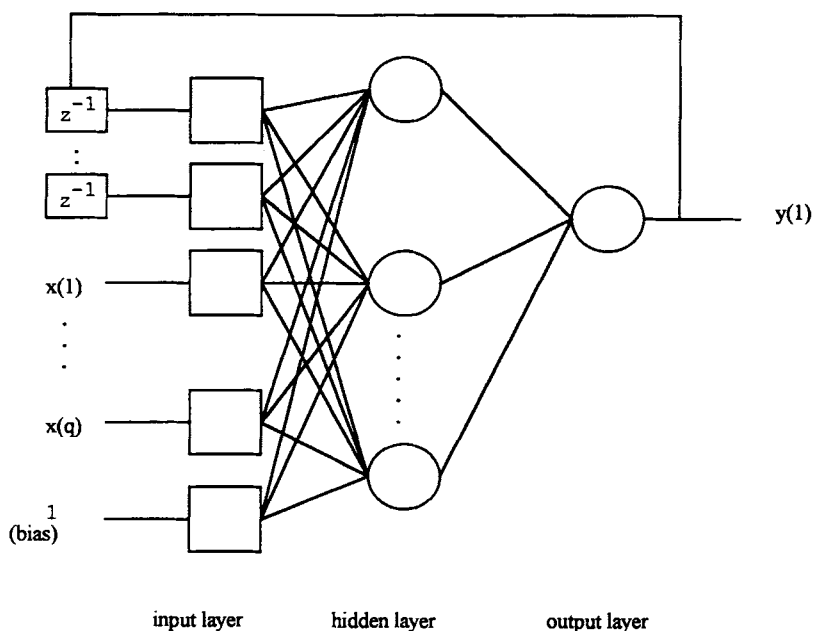 z⁻¹
:
z⁻¹
x(1)
y(1)
x(q)
1
(bias)
input layer hidden layer output layer